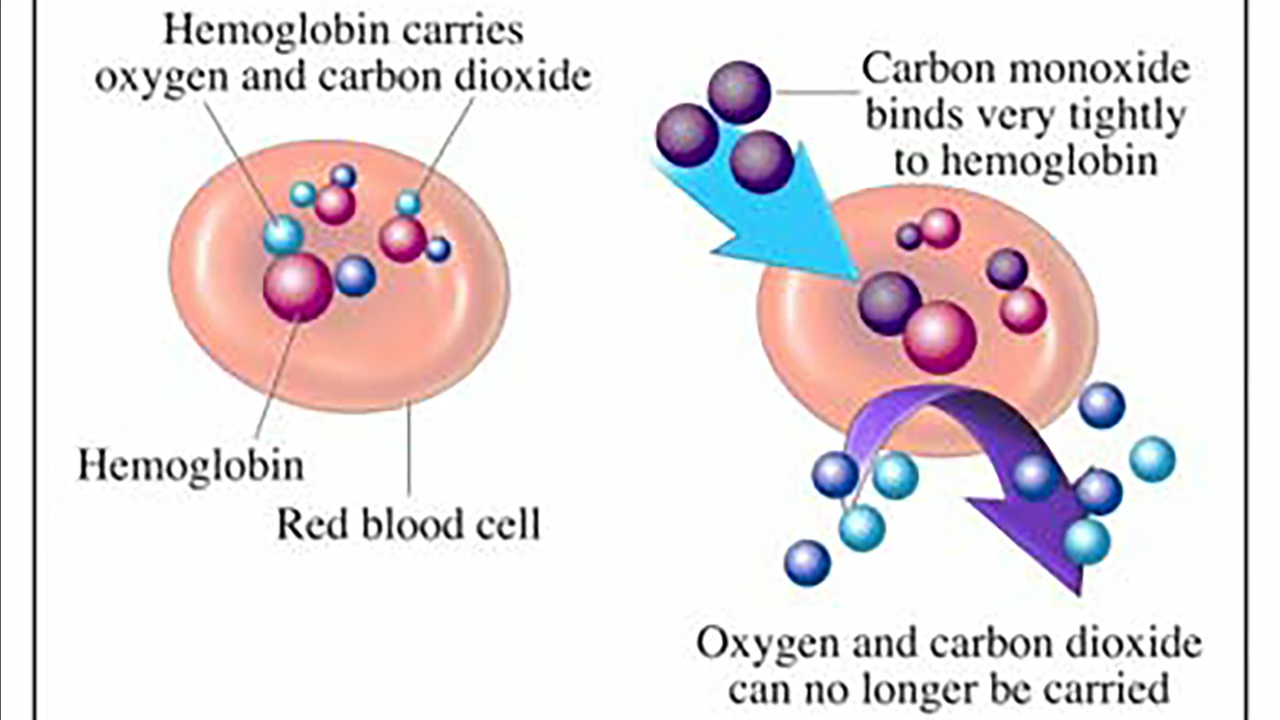 Hemoglobin carries
oxygen and carbon dioxide
Carbon monoxide
binds very tightly
to hemoglobin
Hemoglobin
Red blood cell
Oxygen and carbon dioxide
can no longer be carried